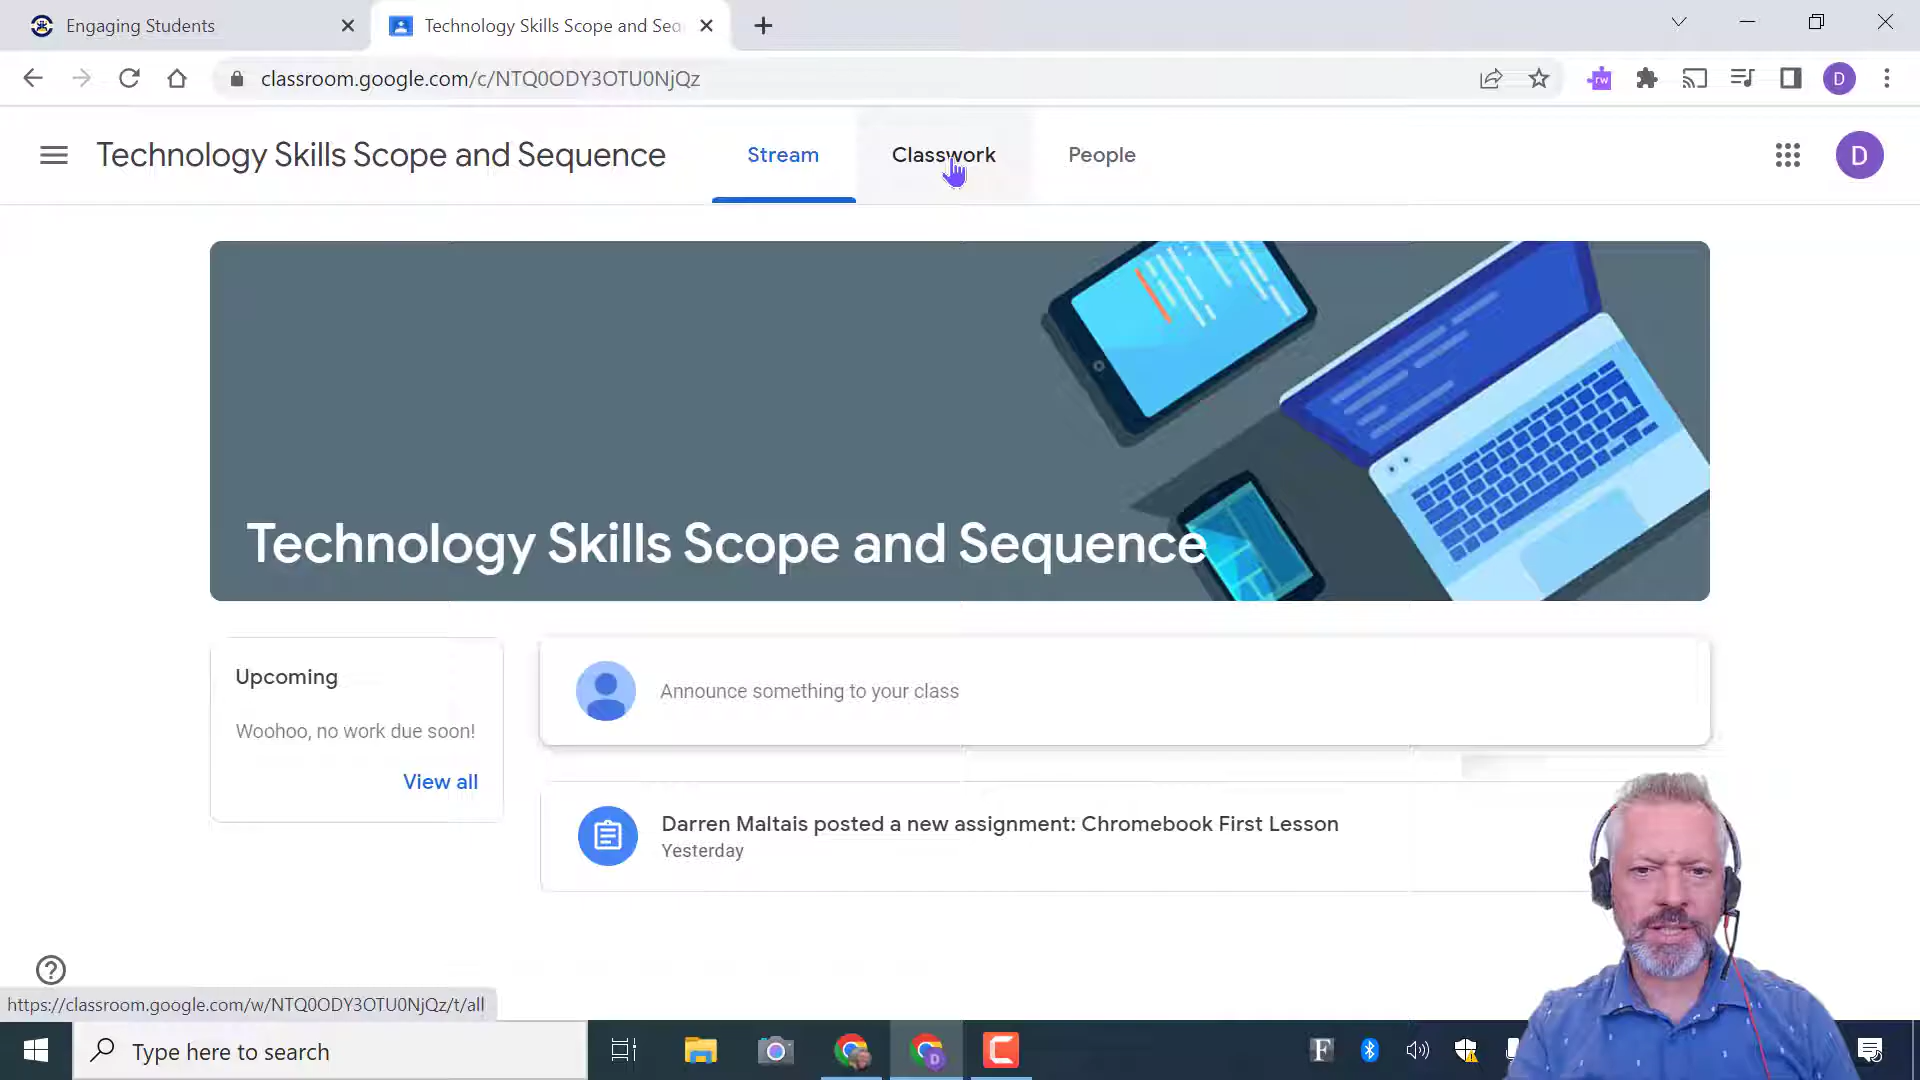 Engaging Students
Technology Skills Scope and Seq
classroom.google.com/c/NTQ0ODY3OTU0NjQz
rw
D
Technology Skills Scope and Sequence
Stream
Classwork
People
D
Technology Skills Scope and Sequence
Upcoming
Woohoo, no work due soon!
View all
Announce something to your class
Darren Maltais posted a new assignment: Chromebook First Lesson
Yesterday
https://classroom.google.com/w/NTQ0ODY3OTU0NjQz/t/all
Type here to search
D
F